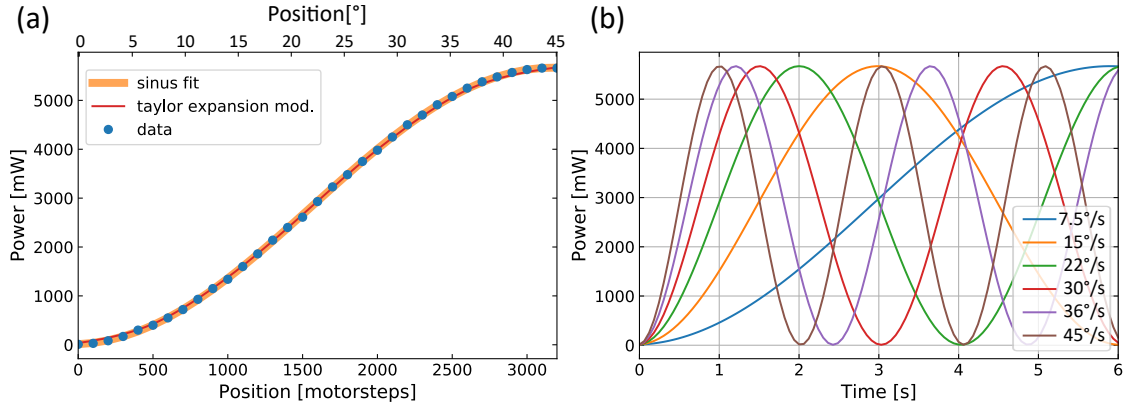 (a)
Position[°]
0 5 10 15 20 25 30 35 40 45
sinus fit
taylor expansion mod.
data
Power [mW]
5000
4000
3000
2000
1000
0
0 500 1000 1500 2000 2500 3000
Position [motorsteps]
(b)
Power [mW]
5000
4000
3000
2000
1000
0
7.5°/s
15°/s
22°/s
30°/s
36°/s
45°/s
0 1 2 3 4 5 6
Time [s]